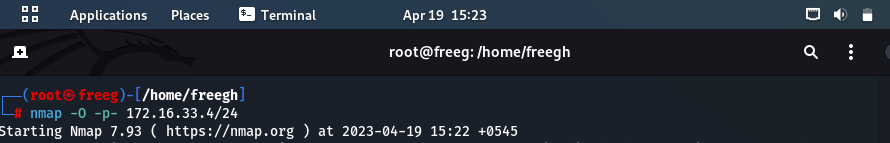 Applications Places Terminal Apr 19 15:23
root@freeg: /home/freegh
(root㉿freeg)-[/home/freegh]
# nmap -O -p- 172.16.33.4/24
Starting Nmap 7.93 ( https://nmap.org ) at 2023-04-19 15:22 +0545